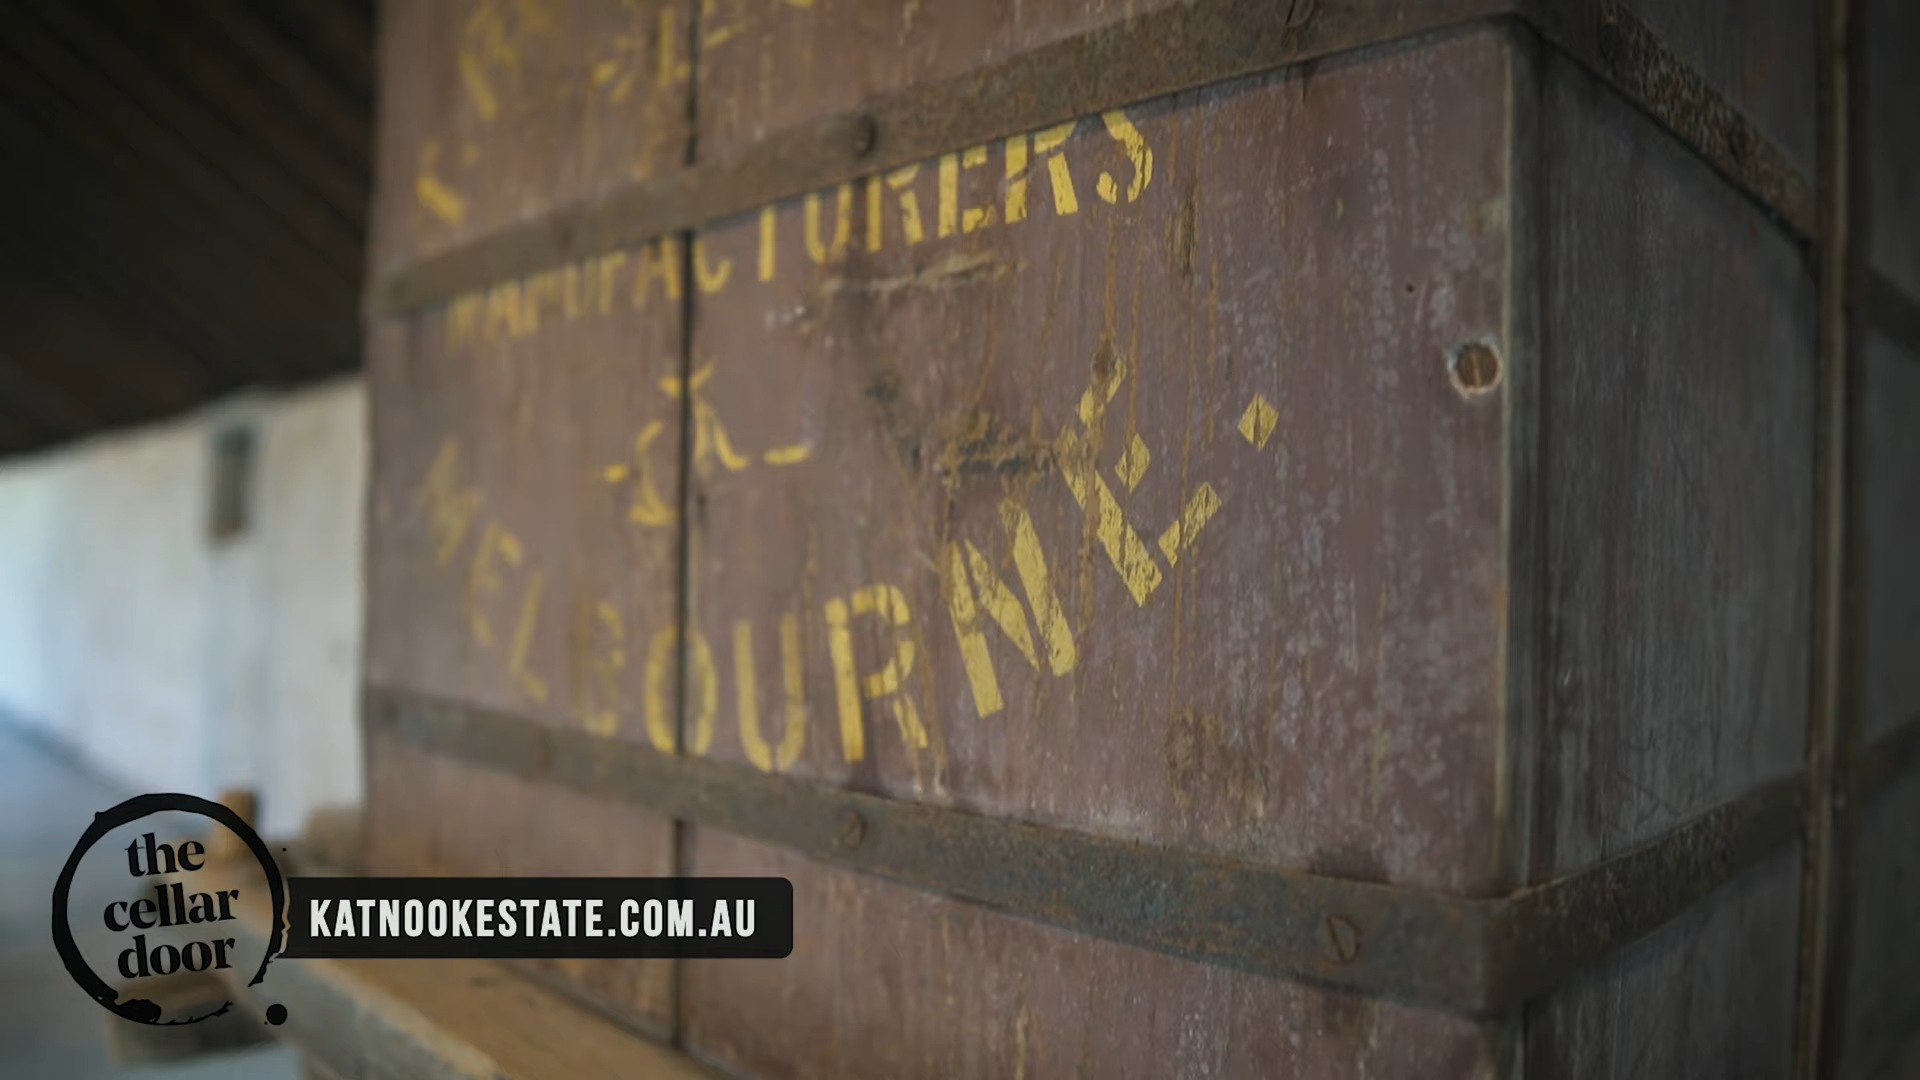 MANUFACTURERS
MELBOURNE.
the
cellar
door
KATNOOKESTATE.COM.AU